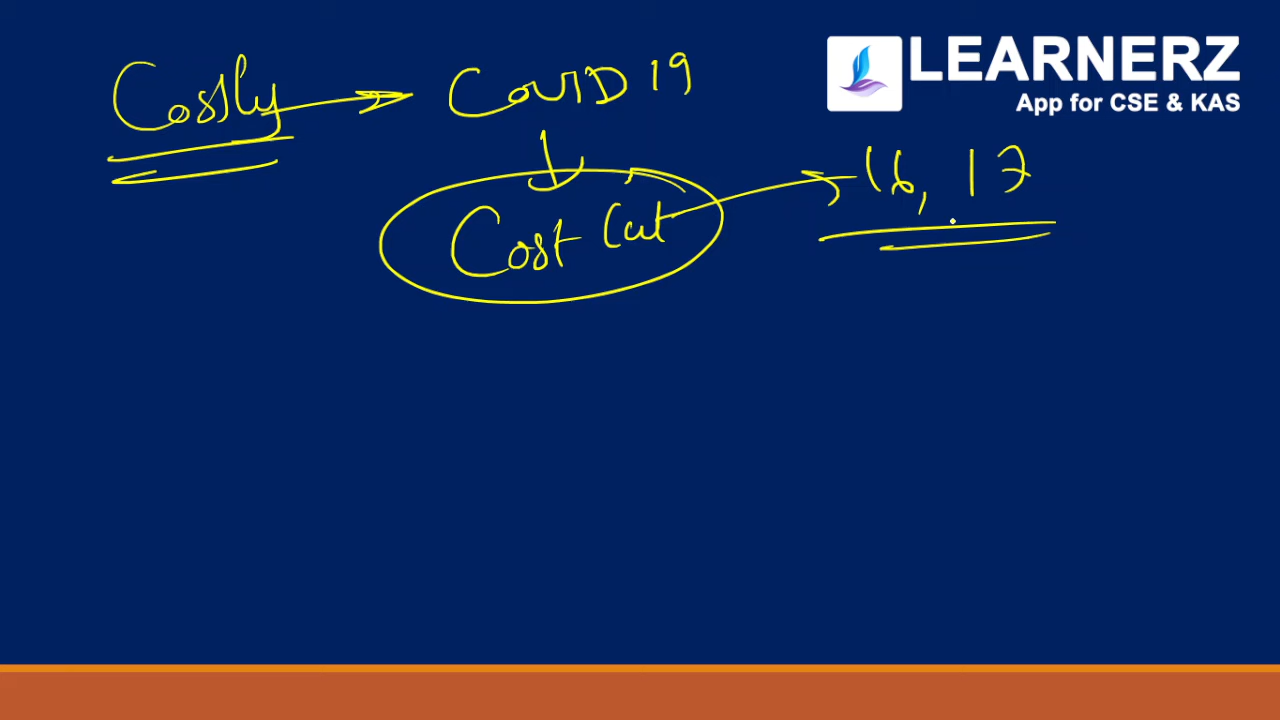 LEARNERZ
App for CSE & KAS
Costly → CoviD 19
↓
Cost Cut → 16, 17